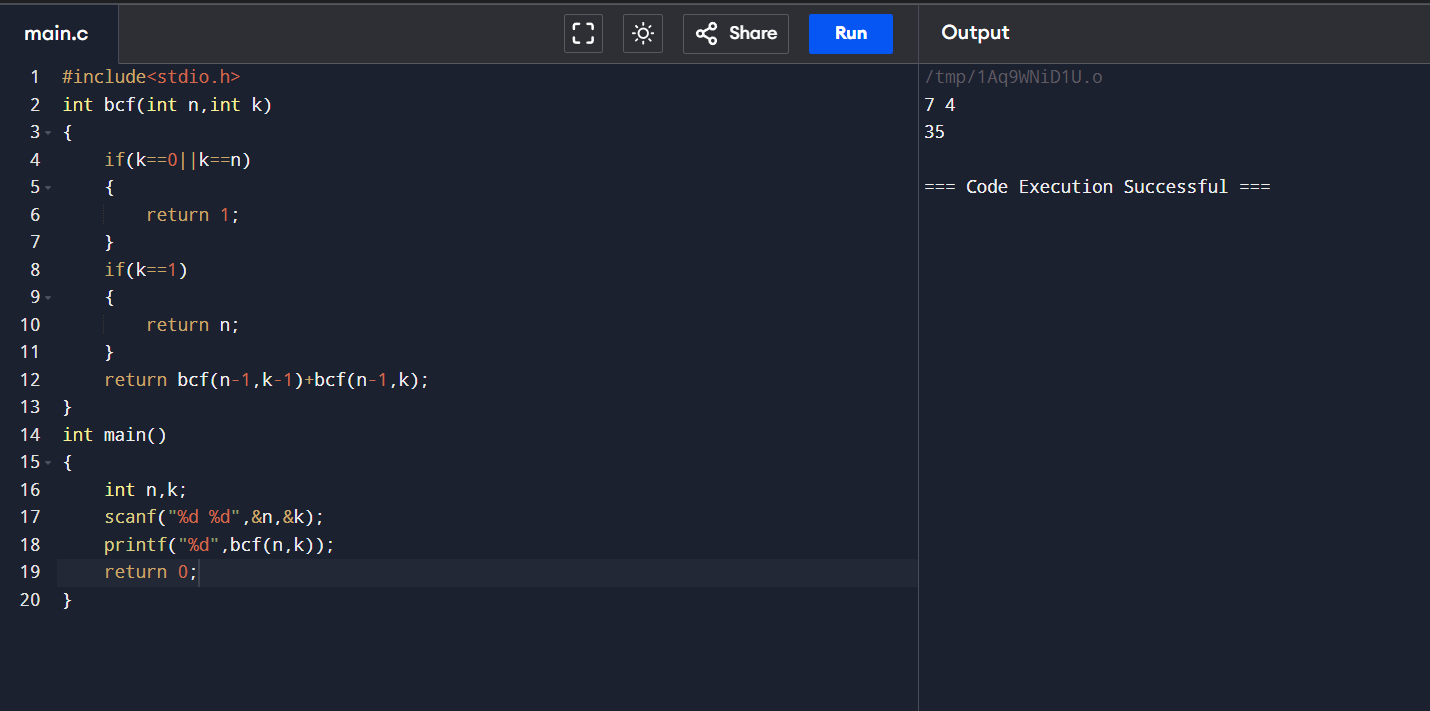 main.c
Share
Run
Output
1 #include<stdio.h>
2 int bcf(int n,int k)
3 {
4     if(k==0||k==n)
5     {
6         return 1;
7     }
8     if(k==1)
9     {
10         return n;
11     }
12     return bcf(n-1,k-1)+bcf(n-1,k);
13 }
14 int main()
15 {
16     int n,k;
17     scanf("%d %d",&n,&k);
18     printf("%d",bcf(n,k));
19     return 0;
20 }
/tmp/1Aq9WNiD1U.o
7 4
35
=== Code Execution Successful ===